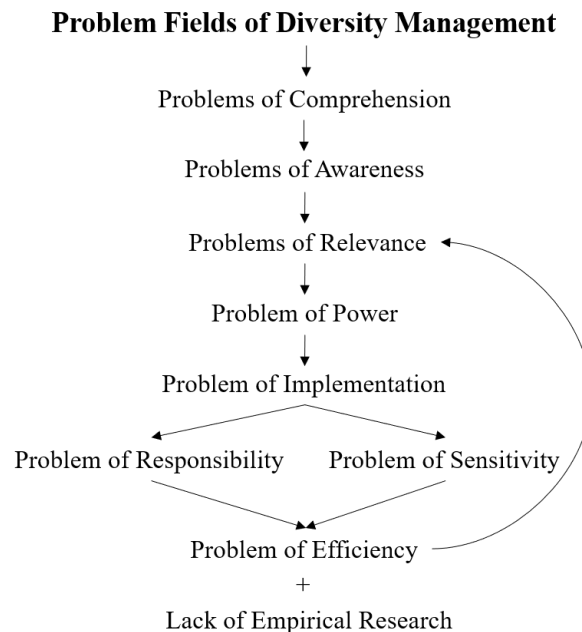 Problem Fields of Diversity Management
Problems of Comprehension
Problems of Awareness
Problems of Relevance
Problem of Power
Problem of Implementation
Problem of Responsibility
Problem of Sensitivity
Problem of Efficiency
+
Lack of Empirical Research